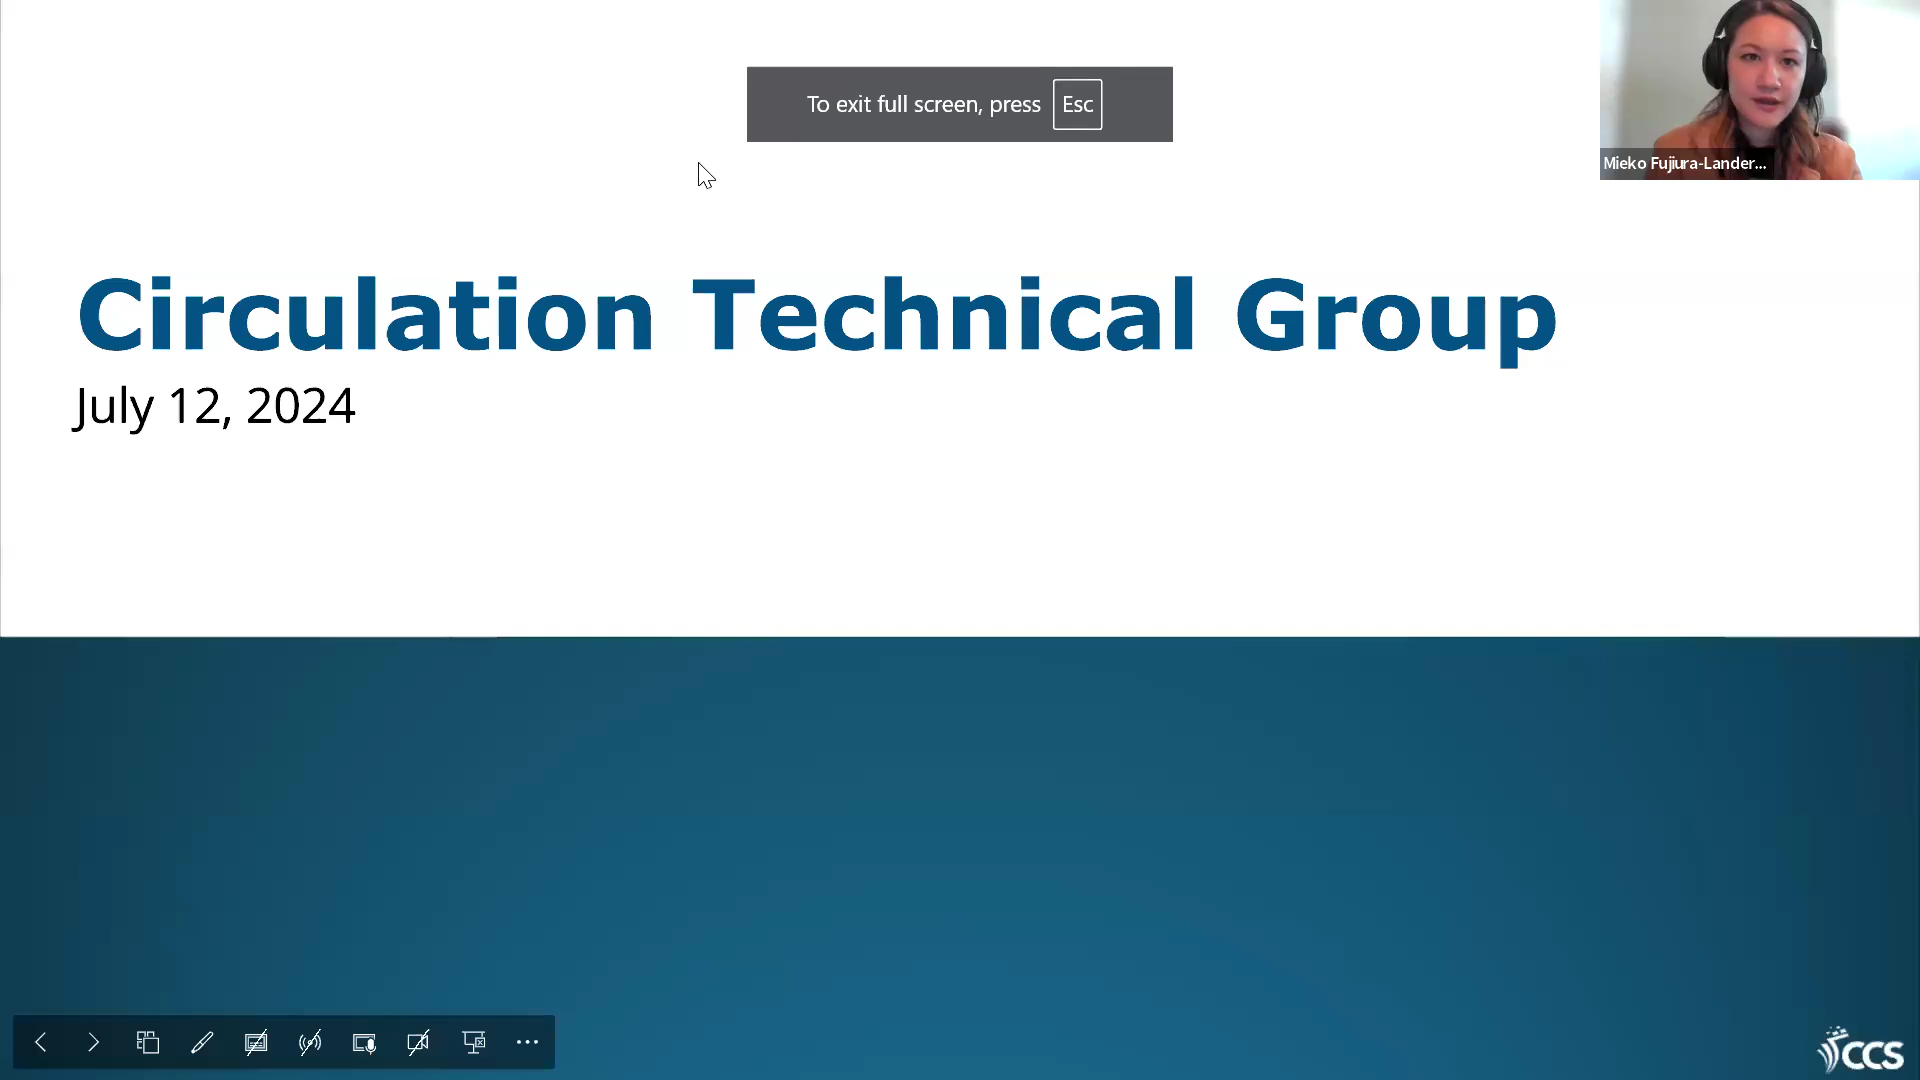 To exit full screen, press Esc
Mieko Fujiura-Lander...
Circulation Technical Group
July 12, 2024
CCS